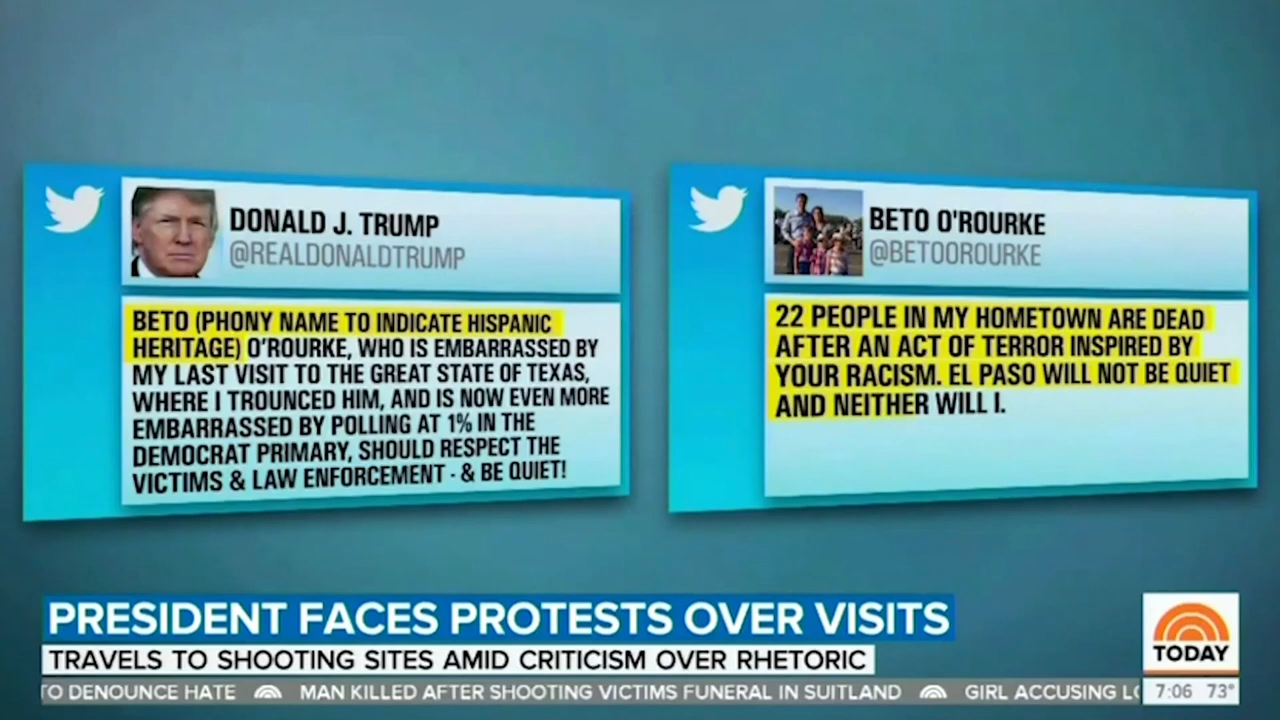 DONALD J. TRUMP
@REALDONALDTRUMP
BETO (PHONY NAME TO INDICATE HISPANIC
HERITAGE) O'ROURKE, WHO IS EMBARRASSED BY
MY LAST VISIT TO THE GREAT STATE OF TEXAS,
WHERE I TROUNCED HIM, AND IS NOW EVEN MORE
EMBARRASSED BY POLLING AT 1% IN THE
DEMOCRAT PRIMARY, SHOULD RESPECT THE
VICTIMS & LAW ENFORCEMENT - & BE QUIET!
BETO O'ROURKE
@BETOOROURKE
22 PEOPLE IN MY HOMETOWN ARE DEAD
AFTER AN ACT OF TERROR INSPIRED BY
YOUR RACISM. EL PASO WILL NOT BE QUIET
AND NEITHER WILL I.
PRESIDENT FACES PROTESTS OVER VISITS
TRAVELS TO SHOOTING SITES AMID CRITICISM OVER RHETORIC
TODAY
TO DENOUNCE HATE MAN KILLED AFTER SHOOTING VICTIMS FUNERAL IN SUITLAND GIRL ACCUSING
7:06 73°